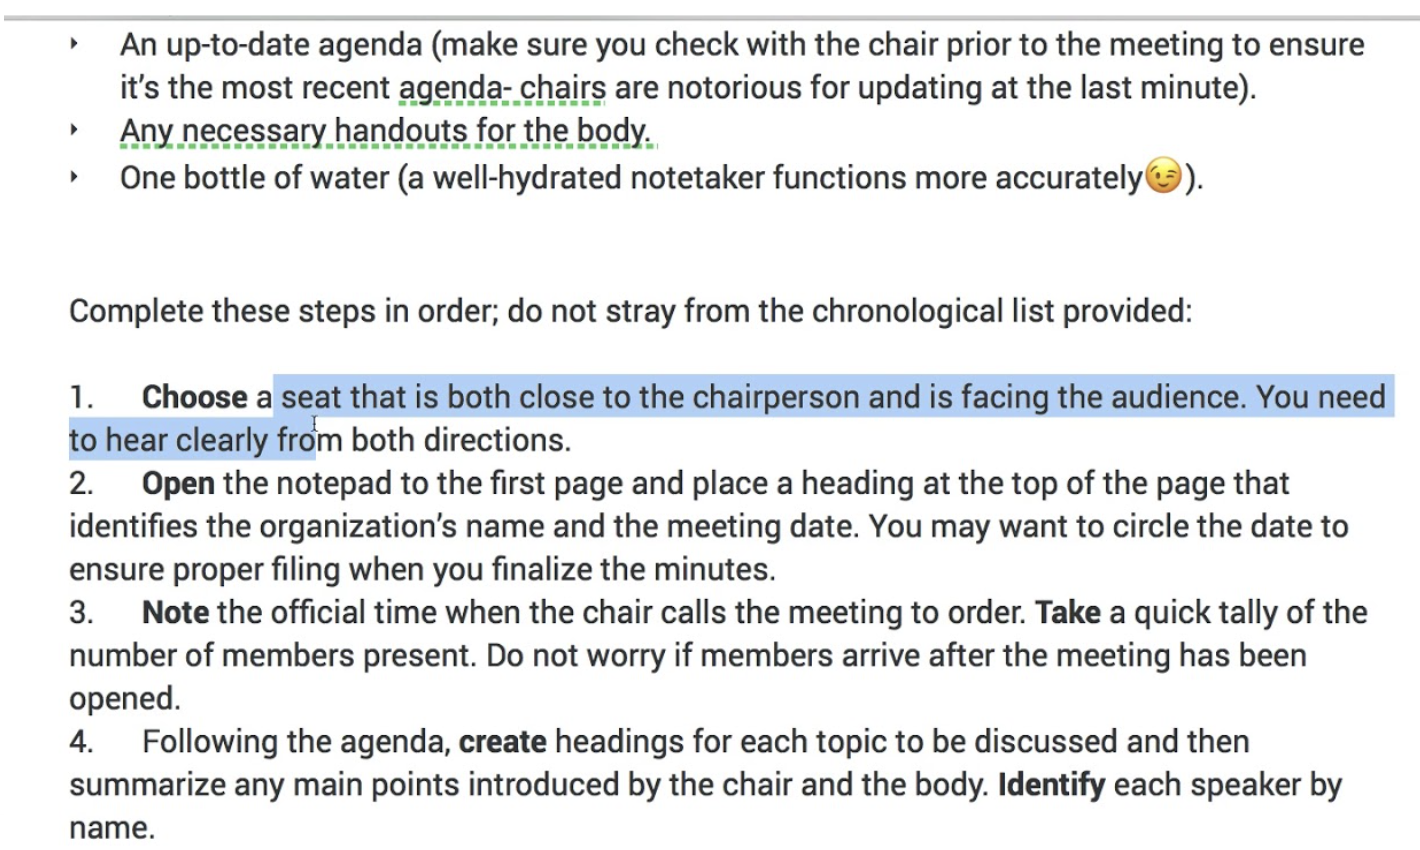 ‣ An up-to-date agenda (make sure you check with the chair prior to the meeting to ensure
it's the most recent agenda- chairs are notorious for updating at the last minute).
‣ Any necessary handouts for the body.
‣ One bottle of water (a well-hydrated notetaker functions more accurately😉).
Complete these steps in order; do not stray from the chronological list provided:
1. Choose a seat that is both close to the chairperson and is facing the audience. You need
to hear clearly from both directions.
2. Open the notepad to the first page and place a heading at the top of the page that
identifies the organization's name and the meeting date. You may want to circle the date to
ensure proper filing when you finalize the minutes.
3. Note the official time when the chair calls the meeting to order. Take a quick tally of the
number of members present. Do not worry if members arrive after the meeting has been
opened.
4. Following the agenda, create headings for each topic to be discussed and then
summarize any main points introduced by the chair and the body. Identify each speaker by
name.